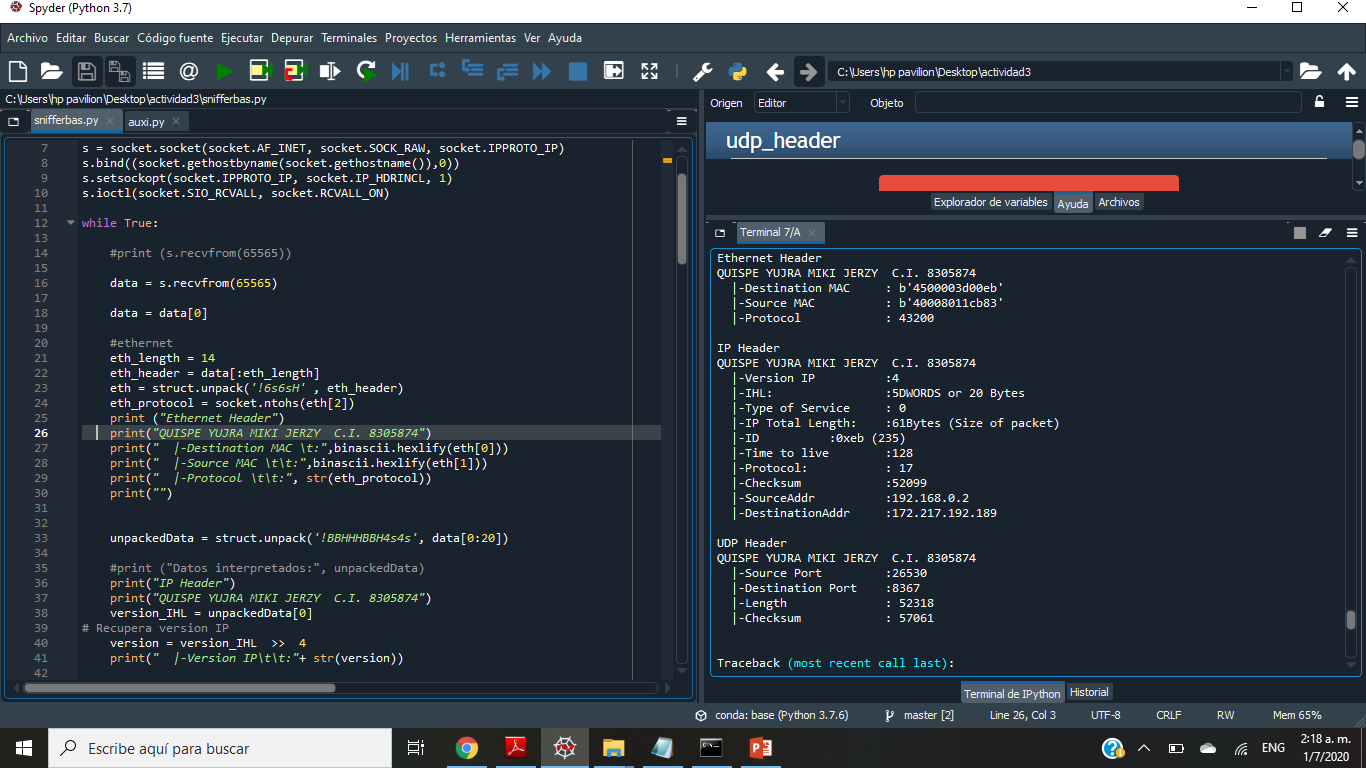 Spyder (Python 3.7)
Archivo Editar Buscar Código fuente Ejecutar Depurar Terminales Proyectos Herramientas Ver Ayuda
C:\Users\hp pavilion\Desktop\actividad3
C:\Users\hp pavilion\Desktop\actividad3\snifferbas.py
snifferbas.py
auxi.py
7 s = socket.socket(socket.AF_INET, socket.SOCK_RAW, socket.IPPROTO_IP)
8 s.bind((socket.gethostbyname(socket.gethostname()),0))
9 s.setsockopt(socket.IPPROTO_IP, socket.IP_HDRINCL, 1)
10 s.ioctl(socket.SIO_RCVALL, socket.RCVALL_ON)
11
12 while True:
13
14 #print (s.recvfrom(65565))
15
16 data = s.recvfrom(65565)
17
18 data = data[0]
19
20 #ethernet
21 eth_length = 14
22 eth_header = data[:eth_length]
23 eth = struct.unpack('!6s6sH' , eth_header)
24 eth_protocol = socket.ntohs(eth[2])
25 print ("Ethernet Header")
26 print("QUISPE YUJRA MIKI JERZY  C.I. 8305874")
27 print("  |-Destination MAC \t:",binascii.hexlify(eth[0]))
28 print("  |-Source MAC \t\t:",binascii.hexlify(eth[1]))
29 print("  |-Protocol \t\t:", str(eth_protocol))
30 print("")
31
32
33 unpackedData = struct.unpack('!BBHHHBBH4s4s', data[0:20])
34
35 #print ("Datos interpretados:", unpackedData)
36 print("IP Header")
37 print("QUISPE YUJRA MIKI JERZY  C.I. 8305874")
38 version_IHL = unpackedData[0]
39 # Recupera version IP
40 version = version_IHL  >>  4
41 print("  |-Version IP\t\t:"+ str(version))
42
Origen Editor Objeto
udp_header
Explorador de variables Ayuda Archivos
Terminal 7/A
Ethernet Header
QUISPE YUJRA MIKI JERZY  C.I. 8305874
|-Destination MAC : b'4500003d00eb'
|-Source MAC : b'40008011cb83'
|-Protocol : 43200
IP Header
QUISPE YUJRA MIKI JERZY  C.I. 8305874
|-Version IP :4
|-IHL: :5DWORDS or 20 Bytes
|-Type of Service : 0
|-IP Total Length: :61Bytes (Size of packet)
|-ID :0xeb (235)
|-Time to live :128
|-Protocol: : 17
|-Checksum :52099
|-SourceAddr :192.168.0.2
|-DestinationAddr :172.217.192.189
UDP Header
QUISPE YUJRA MIKI JERZY  C.I. 8305874
|-Source Port :26530
|-Destination Port :8367
|-Length : 52318
|-Checksum : 57061
Traceback (most recent call last):
Terminal de IPython Historial
conda: base (Python 3.7.6) master [2] Line 26, Col 3 UTF-8 CRLF RW Mem 65%
Escribe aquí para buscar
ENG
2:18 a. m.
1/7/2020